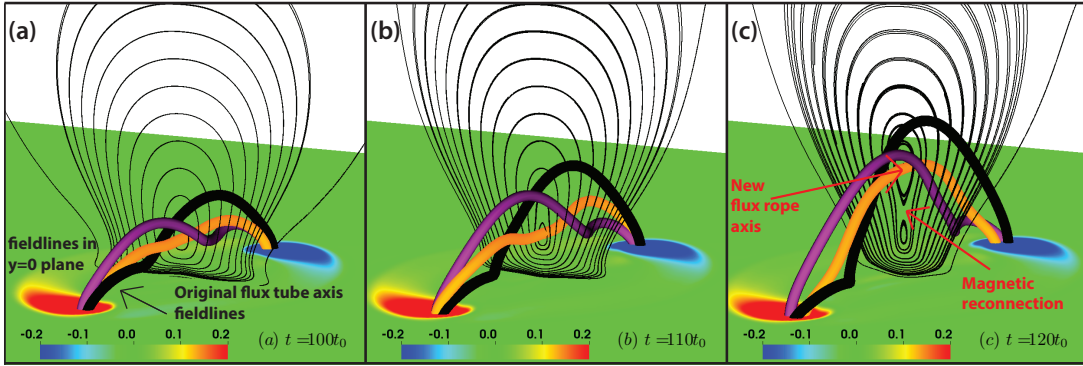 (a)
fieldlines in
y=0 plane
Original flux tube axis
fieldlines
-0.2 -0.1 0.0 0.1 0.2
(a) t=100t₀
(b)
-0.2 -0.1 0.0 0.1 0.2
(b) t=110t₀
(c)
New
flux rope
axis
Magnetic
reconnection
-0.2 -0.1 0.0 0.1 0.2
(c) t=120t₀